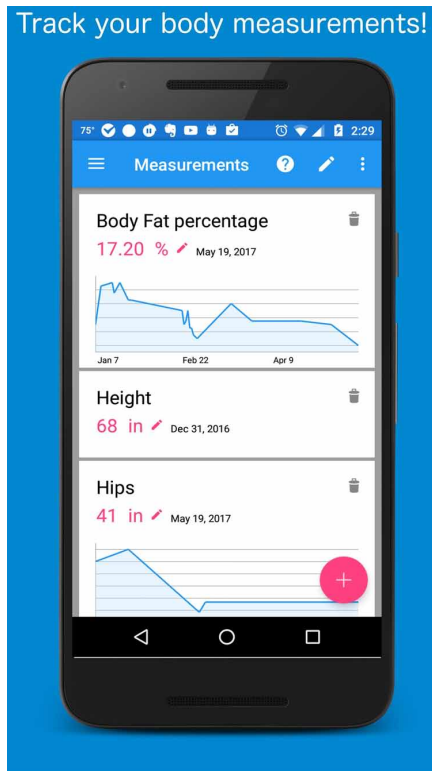 Track your body measurements!
75° 2:29
Measurements
Body Fat percentage
17.20 % May 19, 2017
Jan 7 Feb 22 Apr 9
Height
68 in Dec 31, 2016
Hips
41 in May 19, 2017